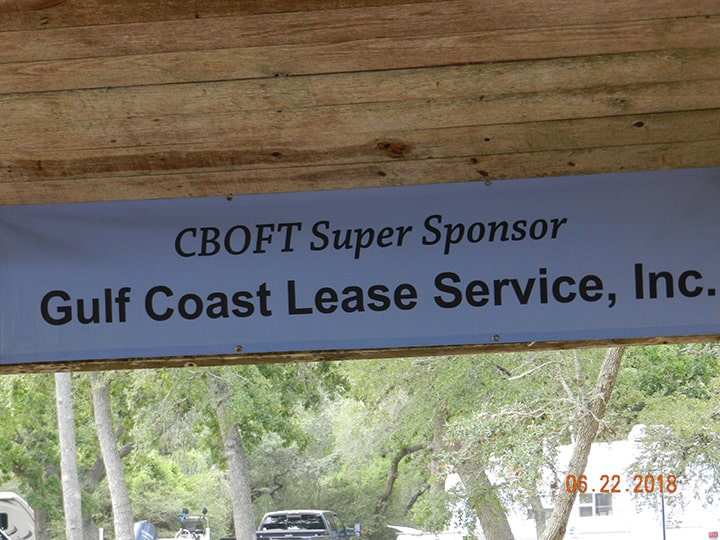 CBOFT Super Sponsor
Gulf Coast Lease Service, Inc.
06.22.2018